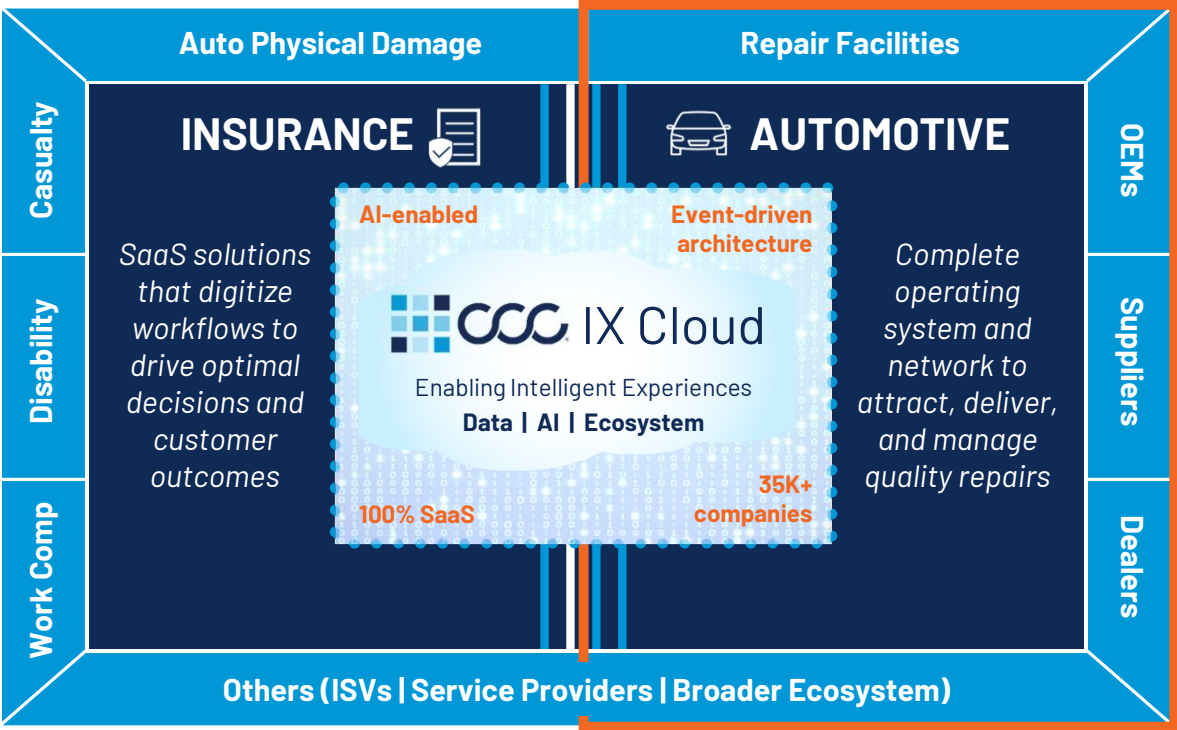 Auto Physical Damage
Repair Facilities
Casualty
Disability
Work Comp
INSURANCE
SaaS solutions
that digitize
workflows to
drive optimal
decisions and
customer
outcomes
AI-enabled
Event-driven
architecture
CCC IX Cloud
Enabling Intelligent Experiences
Data | AI | Ecosystem
100% SaaS
35K+
companies
AUTOMOTIVE
Complete
operating
system and
network to
attract, deliver,
and manage
quality repairs
OEMs
Suppliers
Dealers
Others (ISVs | Service Providers | Broader Ecosystem)